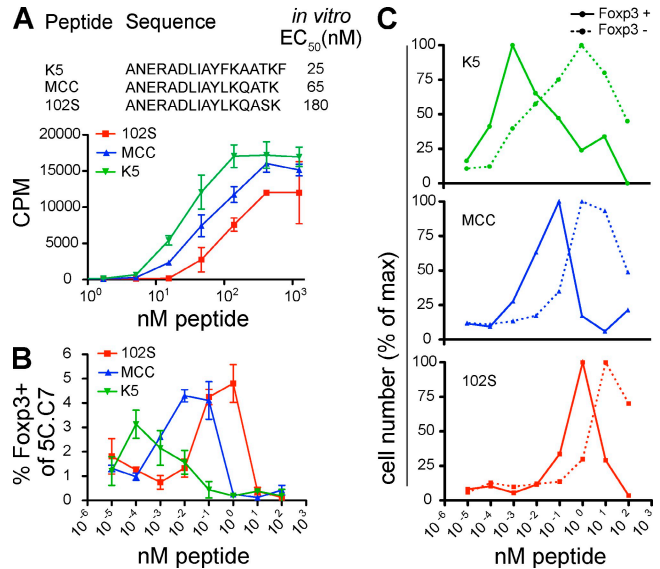 A
Peptide Sequence in vitro EC50(nM)
K5 ANERADLIAYFKAATKF 25
MCC ANERADLIAYLKQATK 65
102S ANERADLIAYLKQASK 180
20000
15000
10000
5000
0
CPM
102S
MCC
K5
10^0 10^1 10^2 10^3
nM peptide
B
6
5
4
3
2
1
0
% Foxp3+ of 5C.C7
102S
MCC
K5
10^-6 10^-5 10^-4 10^-3 10^-2 10^-1 10^0 10^1 10^2
nM peptide
C
Foxp3 +
Foxp3 -
cell number (% of max)
K5
100
75
50
25
0
MCC
100
75
50
25
0
102S
100
75
50
25
0
10^-6 10^-5 10^-4 10^-3 10^-2 10^-1 10^0 10^1 10^2
nM peptide